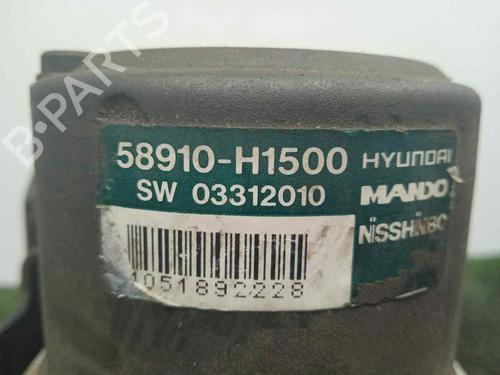 58910-H1500 HYUNDAI
SW 03312010 MANDO
NISSHINBO
1051892228
B-PARTS